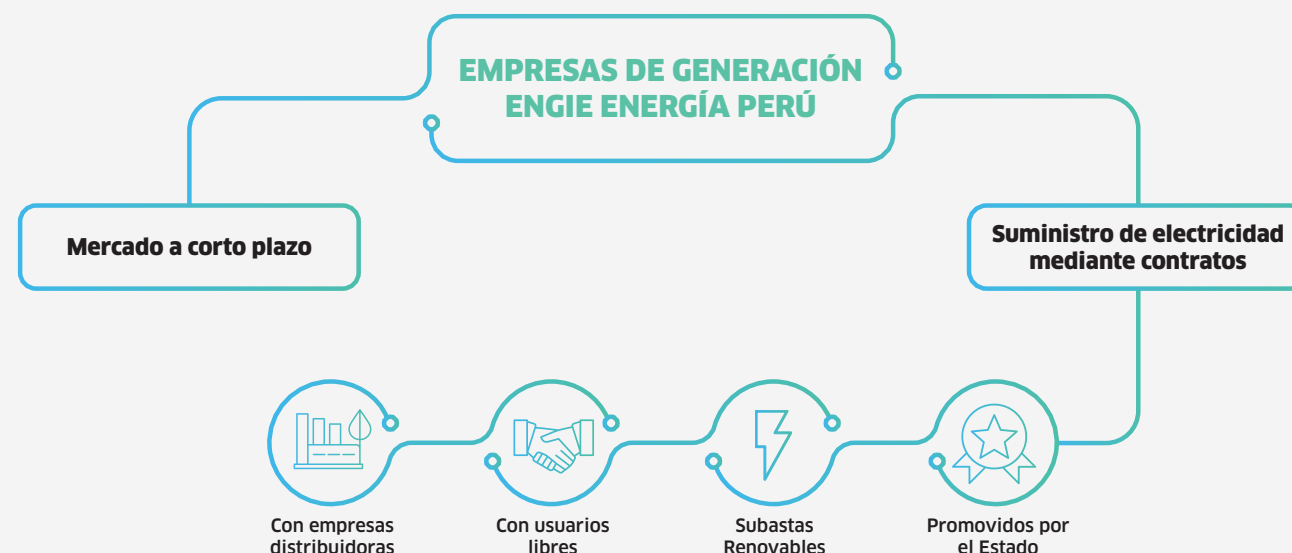 EMPRESAS DE GENERACIÓN
ENGIE ENERGÍA PERÚ
Mercado a corto plazo
Suministro de electricidad
mediante contratos
Con empresas
distribuidoras
Con usuarios
libres
Subastas
Renovables
Promovidos por
el Estado